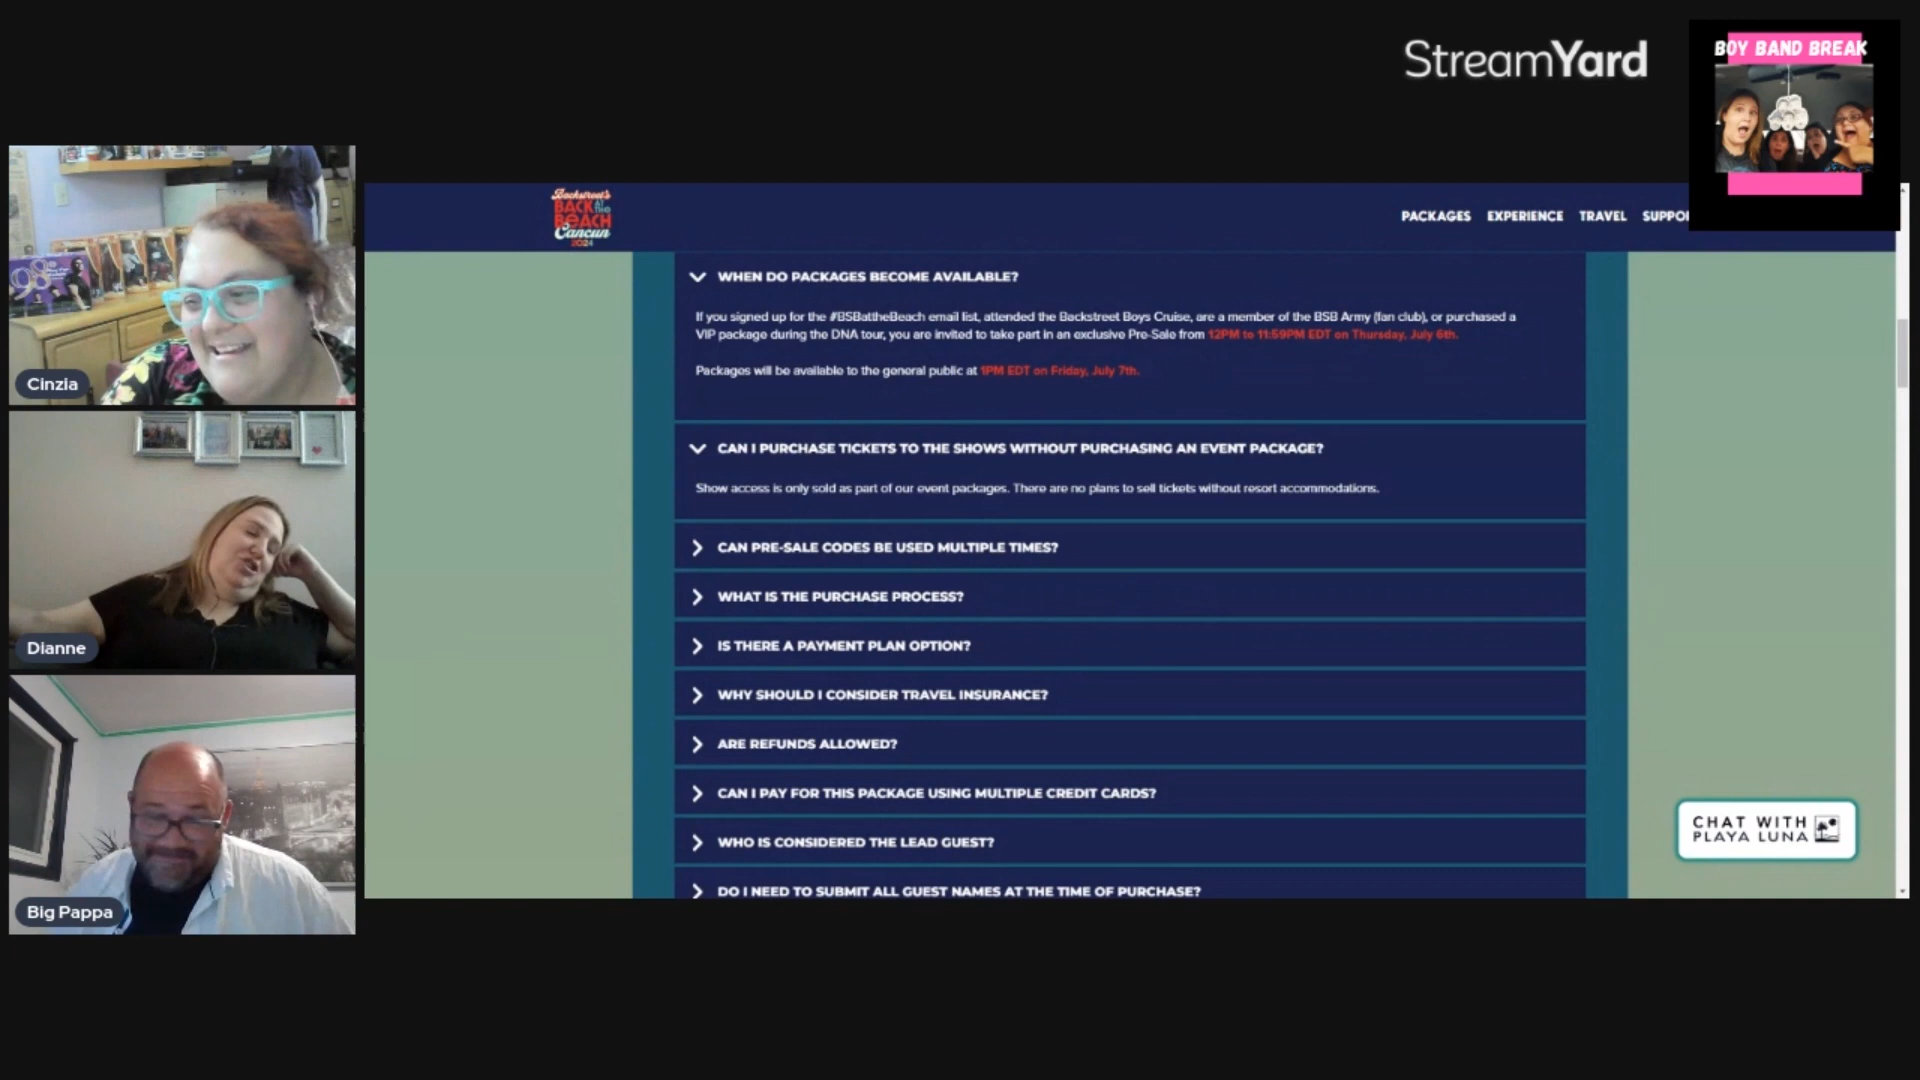 StreamYard
BOY BAND BREAK
Backstreet's
BACK AT THE
BEACH
Cancun
2024
PACKAGES EXPERIENCE TRAVEL SUPPO
WHEN DO PACKAGES BECOME AVAILABLE?
If you signed up for the #BSBattheBeach email list, attended the Backstreet Boys Cruise, are a member of the BSB Army (fan club), or purchased a
VIP package during the DNA tour, you are invited to take part in an exclusive Pre-Sale from 12PM to 11:59PM EDT on Thursday, July 6th.
Packages will be available to the general public at 1PM EDT on Friday, July 7th.
CAN I PURCHASE TICKETS TO THE SHOWS WITHOUT PURCHASING AN EVENT PACKAGE?
Show access is only sold as part of our event packages. There are no plans to sell tickets without resort accommodations.
CAN PRE-SALE CODES BE USED MULTIPLE TIMES?
WHAT IS THE PURCHASE PROCESS?
IS THERE A PAYMENT PLAN OPTION?
WHY SHOULD I CONSIDER TRAVEL INSURANCE?
ARE REFUNDS ALLOWED?
CAN I PAY FOR THIS PACKAGE USING MULTIPLE CREDIT CARDS?
WHO IS CONSIDERED THE LEAD GUEST?
DO I NEED TO SUBMIT ALL GUEST NAMES AT THE TIME OF PURCHASE?
CHAT WITH
PLAYA LUNA
98
Cinzia
Dianne
Big Pappa